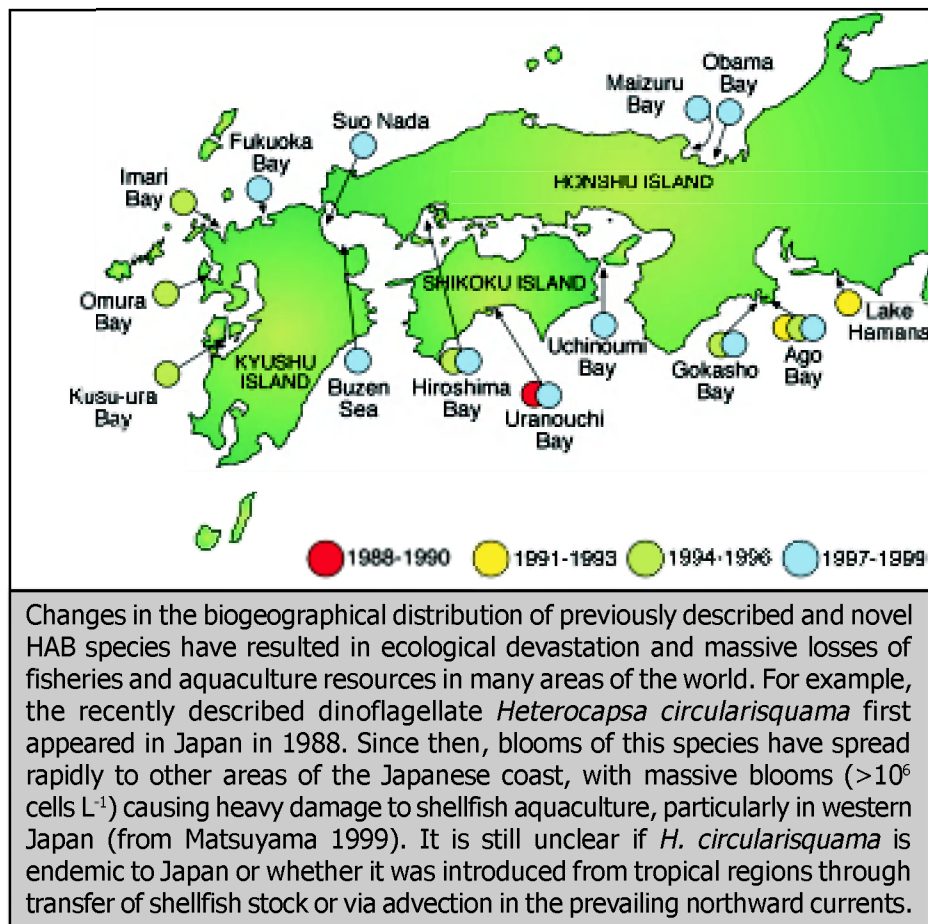 Maizuru
Bay
Obama
Bay
Suo Nada
Fukuoka
Bay
Imari
Bay
HONSHU ISLAND
SHIKOKU ISLAND
Omura
Bay
KYUSHU
ISLAND
Kusu-ura
Bay
Buzen
Sea
Hiroshima
Bay
Uranouchi
Bay
Uchinoumi
Bay
Gokasho
Bay
Ago
Bay
Lake
Hamana
1988-1990
1991-1993
1994-1996
1997-1999
Changes in the biogeographical distribution of previously described and novel
HAB species have resulted in ecological devastation and massive losses of
fisheries and aquaculture resources in many areas of the world. For example,
the recently described dinoflagellate Heterocapsa circularisquama first
appeared in Japan in 1988. Since then, blooms of this species have spread
rapidly to other areas of the Japanese coast, with massive blooms (>10⁶
cells L⁻¹) causing heavy damage to shellfish aquaculture, particularly in western
Japan (from Matsuyama 1999). It is still unclear if H. circularisquama is
endemic to Japan or whether it was introduced from tropical regions through
transfer of shellfish stock or via advection in the prevailing northward currents.